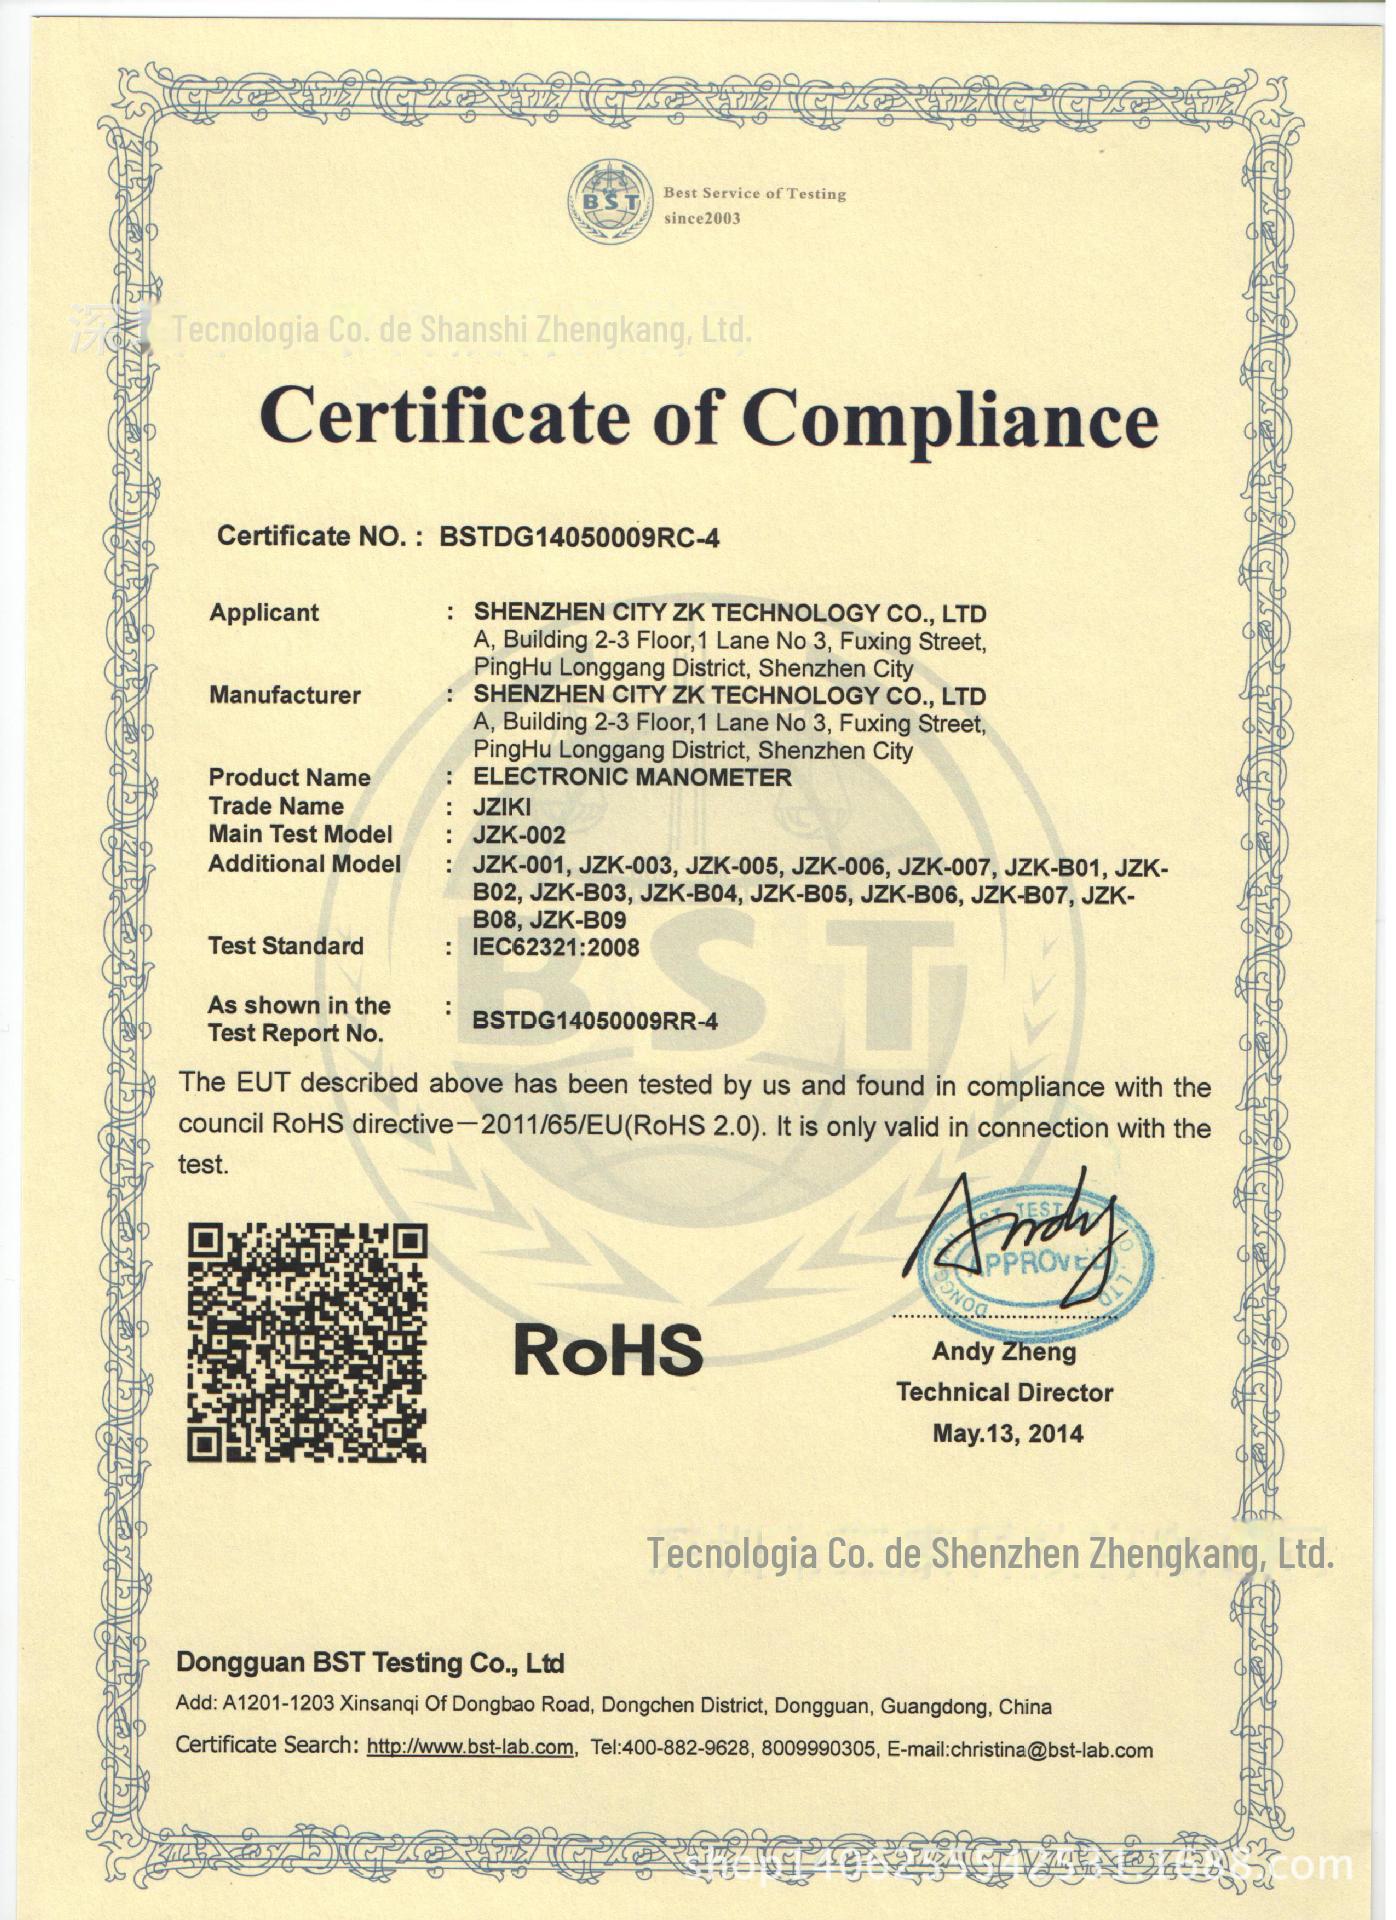 BST
Best Service of Testing
since2003
深圳 Tecnologia Co. de Shanshi Zhengkang, Ltd.
Certificate of Compliance
Certificate NO. : BSTDG14050009RC-4
Applicant : SHENZHEN CITY ZK TECHNOLOGY CO., LTD
A, Building 2-3 Floor,1 Lane No 3, Fuxing Street,
PingHu Longgang District, Shenzhen City
Manufacturer : SHENZHEN CITY ZK TECHNOLOGY CO., LTD
A, Building 2-3 Floor,1 Lane No 3, Fuxing Street,
PingHu Longgang District, Shenzhen City
Product Name : ELECTRONIC MANOMETER
Trade Name : JZIKI
Main Test Model : JZK-002
Additional Model : JZK-001, JZK-003, JZK-005, JZK-006, JZK-007, JZK-B01, JZK-
B02, JZK-B03, JZK-B04, JZK-B05, JZK-B06, JZK-B07, JZK-
B08, JZK-B09
Test Standard : IEC62321:2008
As shown in the :
Test Report No. BSTDG14050009RR-4
BST
The EUT described above has been tested by us and found in compliance with the
council RoHS directive—2011/65/EU(RoHS 2.0). It is only valid in connection with the
test.
Andy
APPROVED
RoHS
Andy Zheng
Technical Director
May.13, 2014
Tecnologia Co. de Shenzhen Zhengkang, Ltd.
Dongguan BST Testing Co., Ltd
Add: A1201-1203 Xinsanqi Of Dongbao Road, Dongchen District, Dongguan, Guangdong, China
Certificate Search: http://www.bst-lab.com, Tel:400-882-9628, 8009990305, E-mail:christina@bst-lab.com